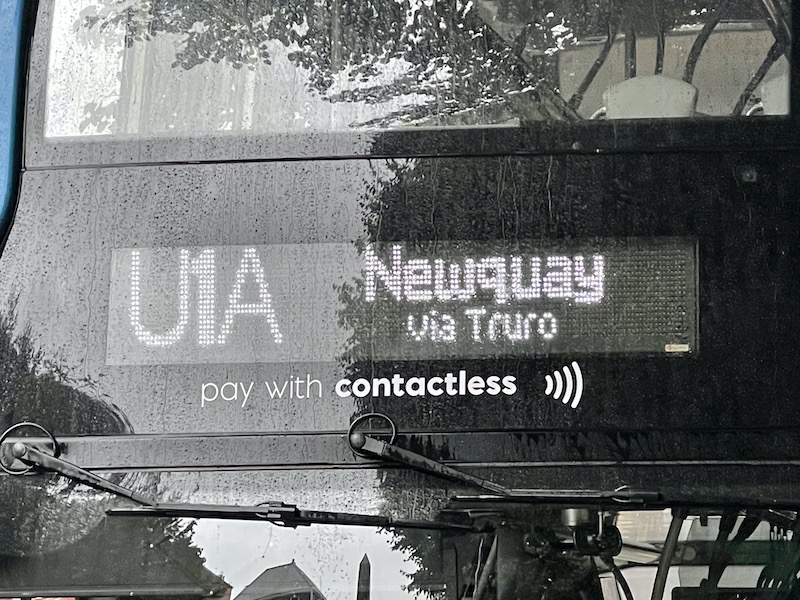 U1A
Newquay
via Truro
pay with contactless